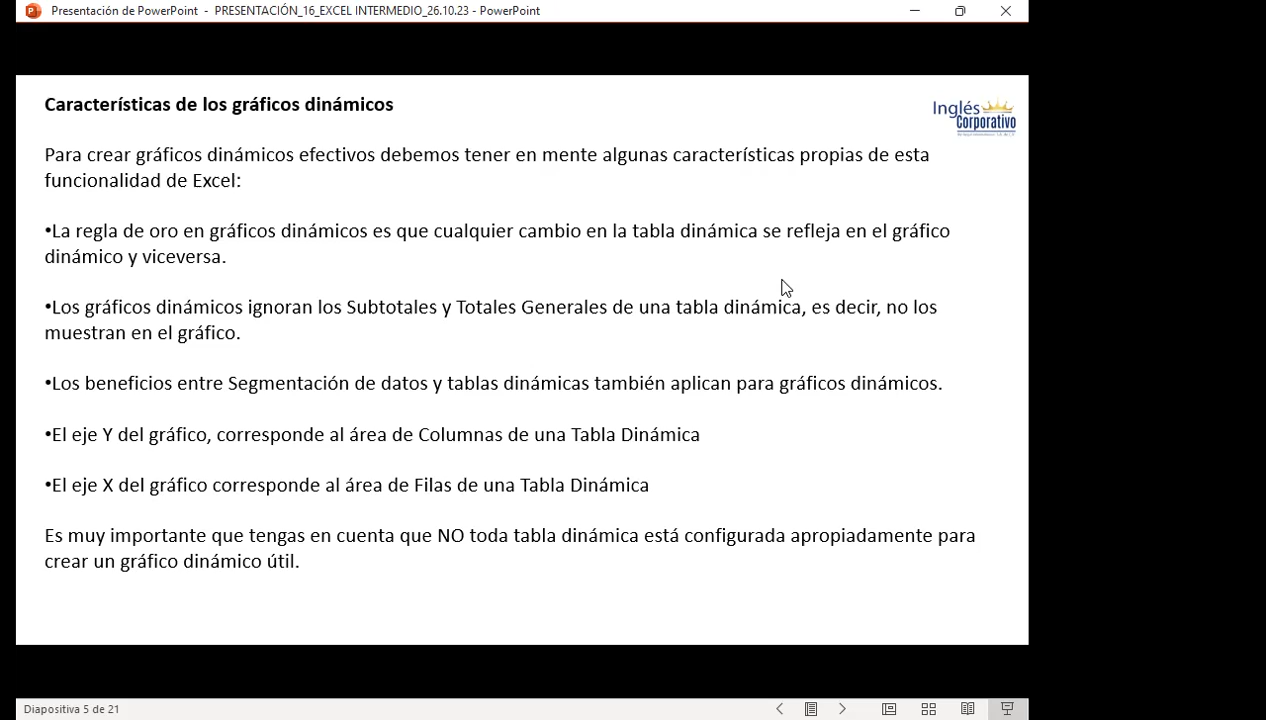 Presentación de PowerPoint - PRESENTACIÓN_16_EXCEL INTERMEDIO_26.10.23 - PowerPoint
Características de los gráficos dinámicos
Inglés
Corporativo
Para crear gráficos dinámicos efectivos debemos tener en mente algunas características propias de esta
funcionalidad de Excel:
•La regla de oro en gráficos dinámicos es que cualquier cambio en la tabla dinámica se refleja en el gráfico
dinámico y viceversa.
•Los gráficos dinámicos ignoran los Subtotales y Totales Generales de una tabla dinámica, es decir, no los
muestran en el gráfico.
•Los beneficios entre Segmentación de datos y tablas dinámicas también aplican para gráficos dinámicos.
•El eje Y del gráfico, corresponde al área de Columnas de una Tabla Dinámica
•El eje X del gráfico corresponde al área de Filas de una Tabla Dinámica
Es muy importante que tengas en cuenta que NO toda tabla dinámica está configurada apropiadamente para
crear un gráfico dinámico útil.
Diapositiva 5 de 21